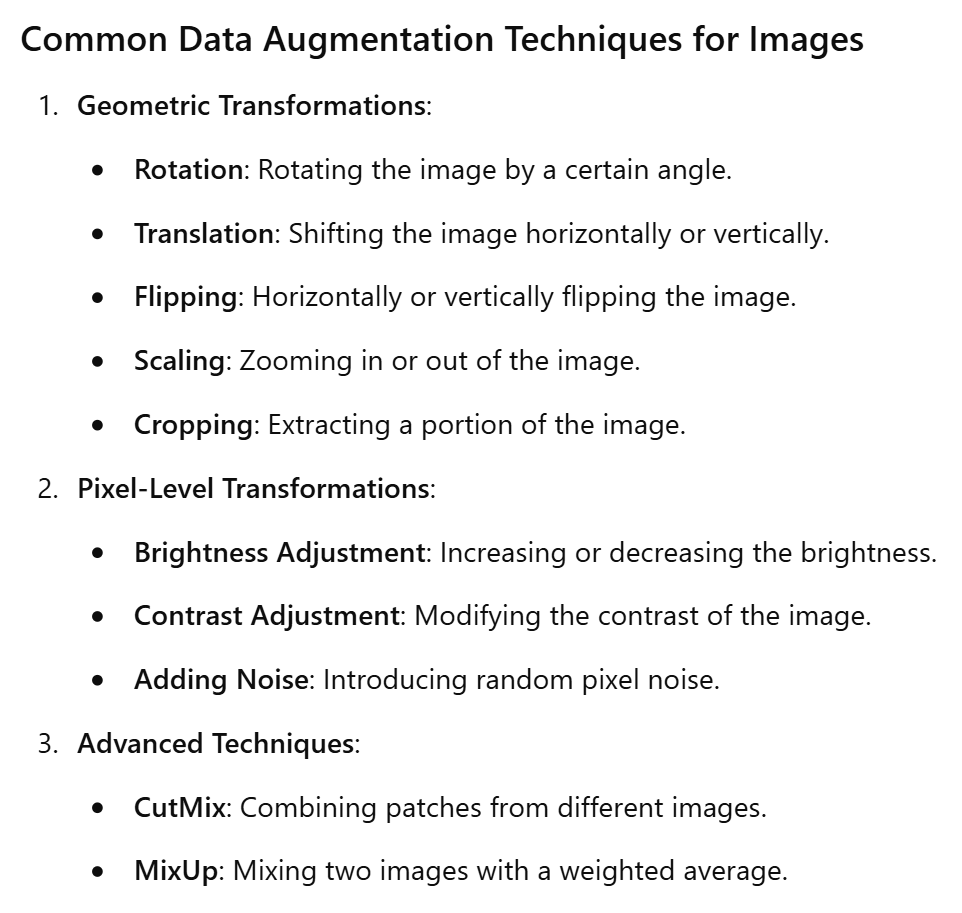 Common Data Augmentation Techniques for Images
1. Geometric Transformations:
• Rotation: Rotating the image by a certain angle.
• Translation: Shifting the image horizontally or vertically.
• Flipping: Horizontally or vertically flipping the image.
• Scaling: Zooming in or out of the image.
• Cropping: Extracting a portion of the image.
2. Pixel-Level Transformations:
• Brightness Adjustment: Increasing or decreasing the brightness.
• Contrast Adjustment: Modifying the contrast of the image.
• Adding Noise: Introducing random pixel noise.
3. Advanced Techniques:
• CutMix: Combining patches from different images.
• MixUp: Mixing two images with a weighted average.